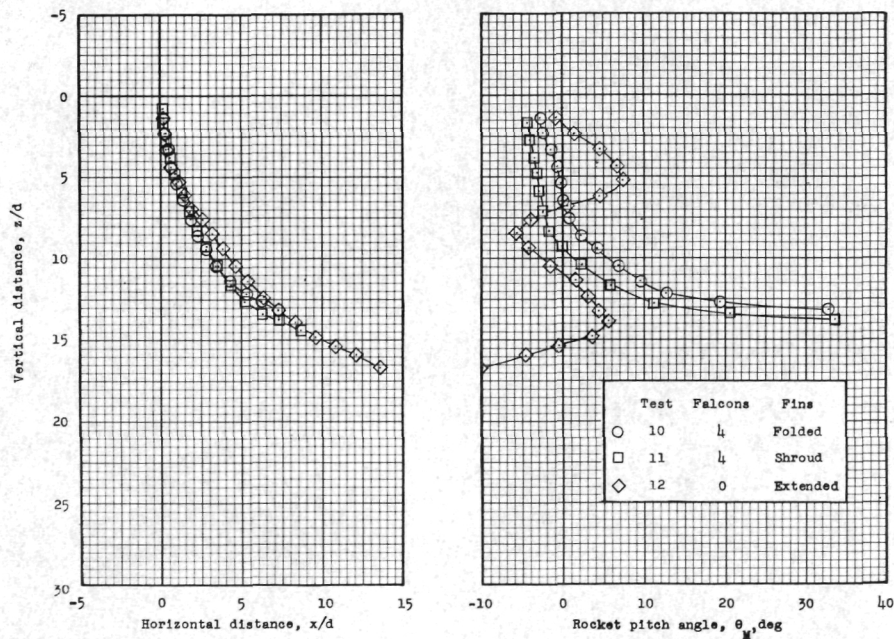 -5
0
5
10
15
20
25
30
Vertical distance, z/d
-5 0 5 10 15
Horizontal distance, x/d
-10 0 10 20 30 40
Rocket pitch angle, θM, deg
Test Falcons Fins
10 4 Folded
11 4 Shroud
12 0 Extended